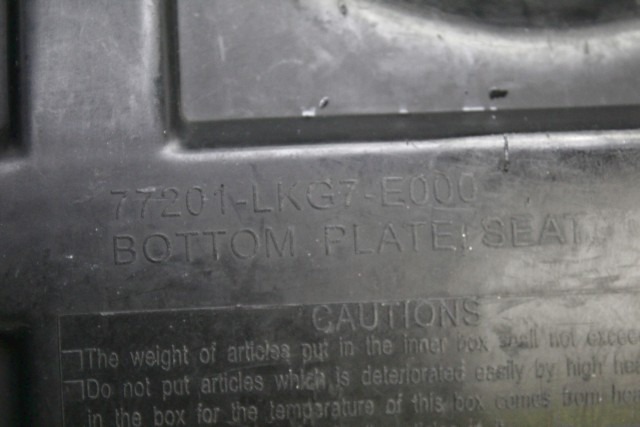 77201-LKG7-E000
BOTTOM PLATE, SEAT
CAUTIONS
The weight of articles put in the inner box shall not exceed
Do not put articles which is deteriorated easily by high hea
in the box for the temperature of this box comes from